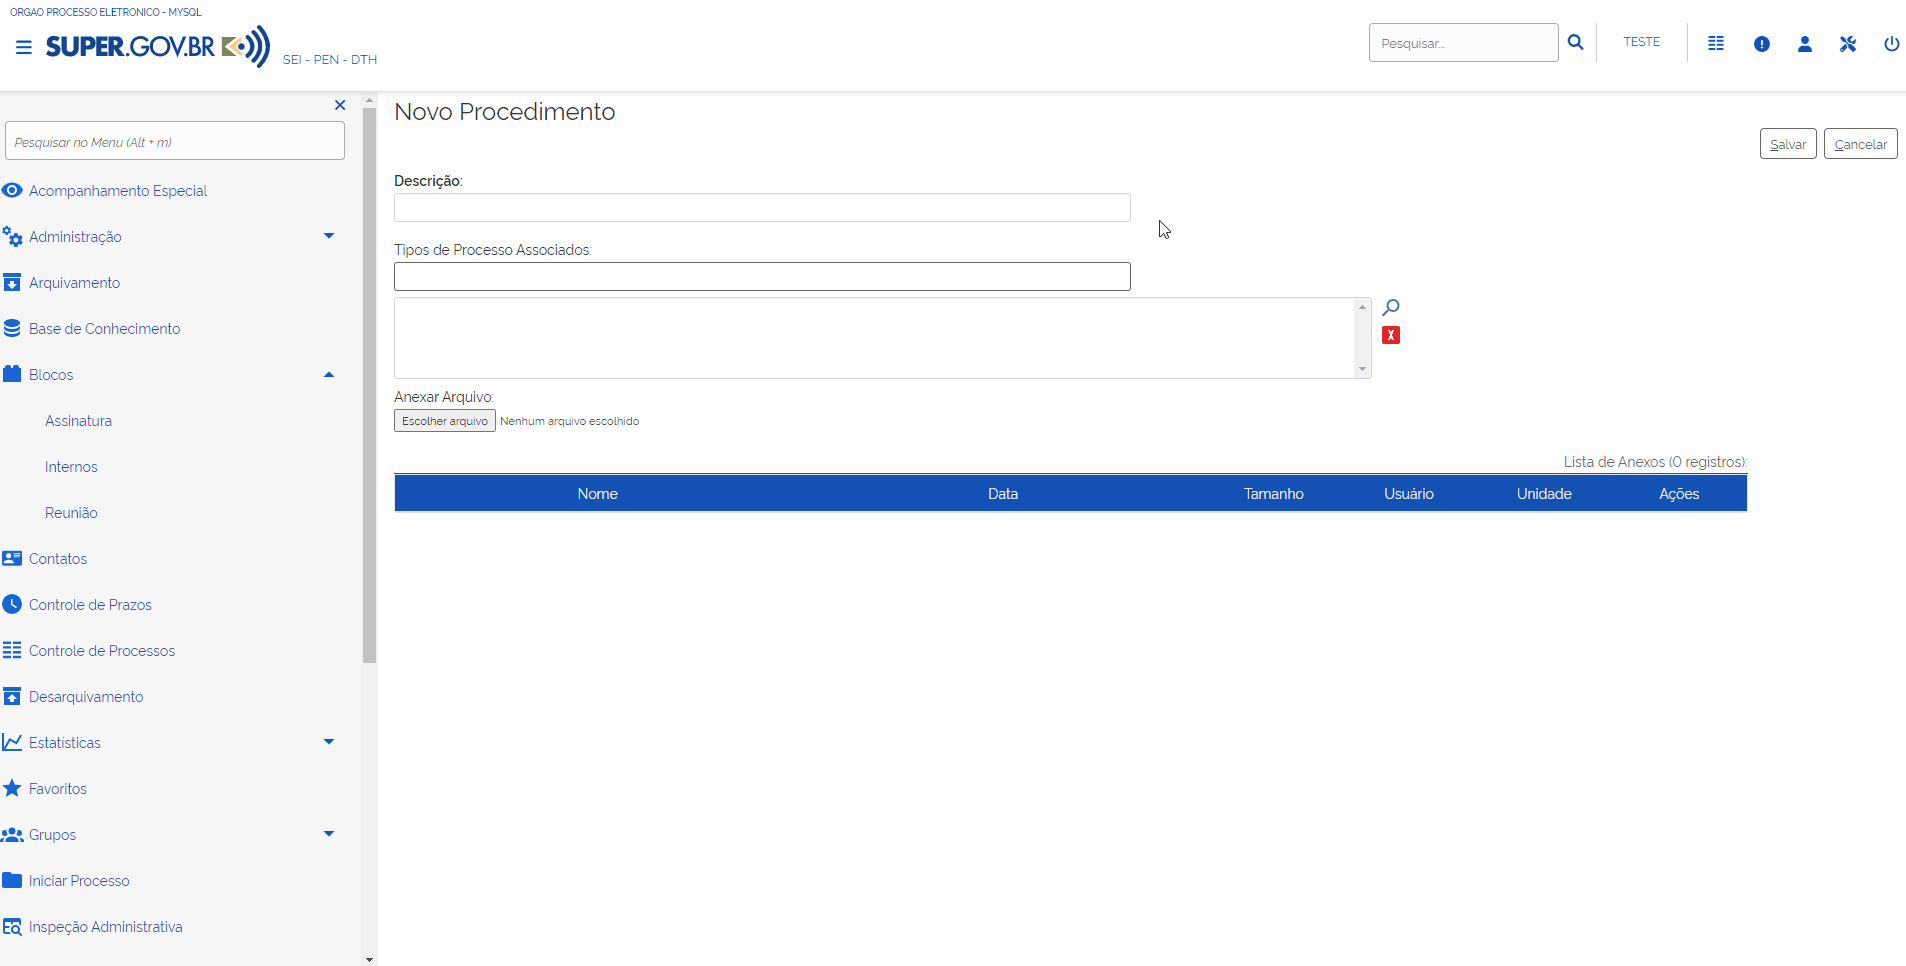 ORGAO PROCESSO ELETRONICO - MYSQL
SUPER.GOV.BR
SEI - PEN - DTH
Pesquisar...
TESTE
Pesquisar no Menu (Alt + m)
Acompanhamento Especial
Administração
Arquivamento
Base de Conhecimento
Blocos
Assinatura
Internos
Reunião
Contatos
Controle de Prazos
Controle de Processos
Desarquivamento
Estatísticas
Favoritos
Grupos
Iniciar Processo
Inspeção Administrativa
Novo Procedimento
Salvar Cancelar
Descrição:
Tipos de Processo Associados:
X
Anexar Arquivo:
Escolher arquivo Nenhum arquivo escolhido
Lista de Anexos (0 registros):
Nome Data Tamanho Usuário Unidade Ações